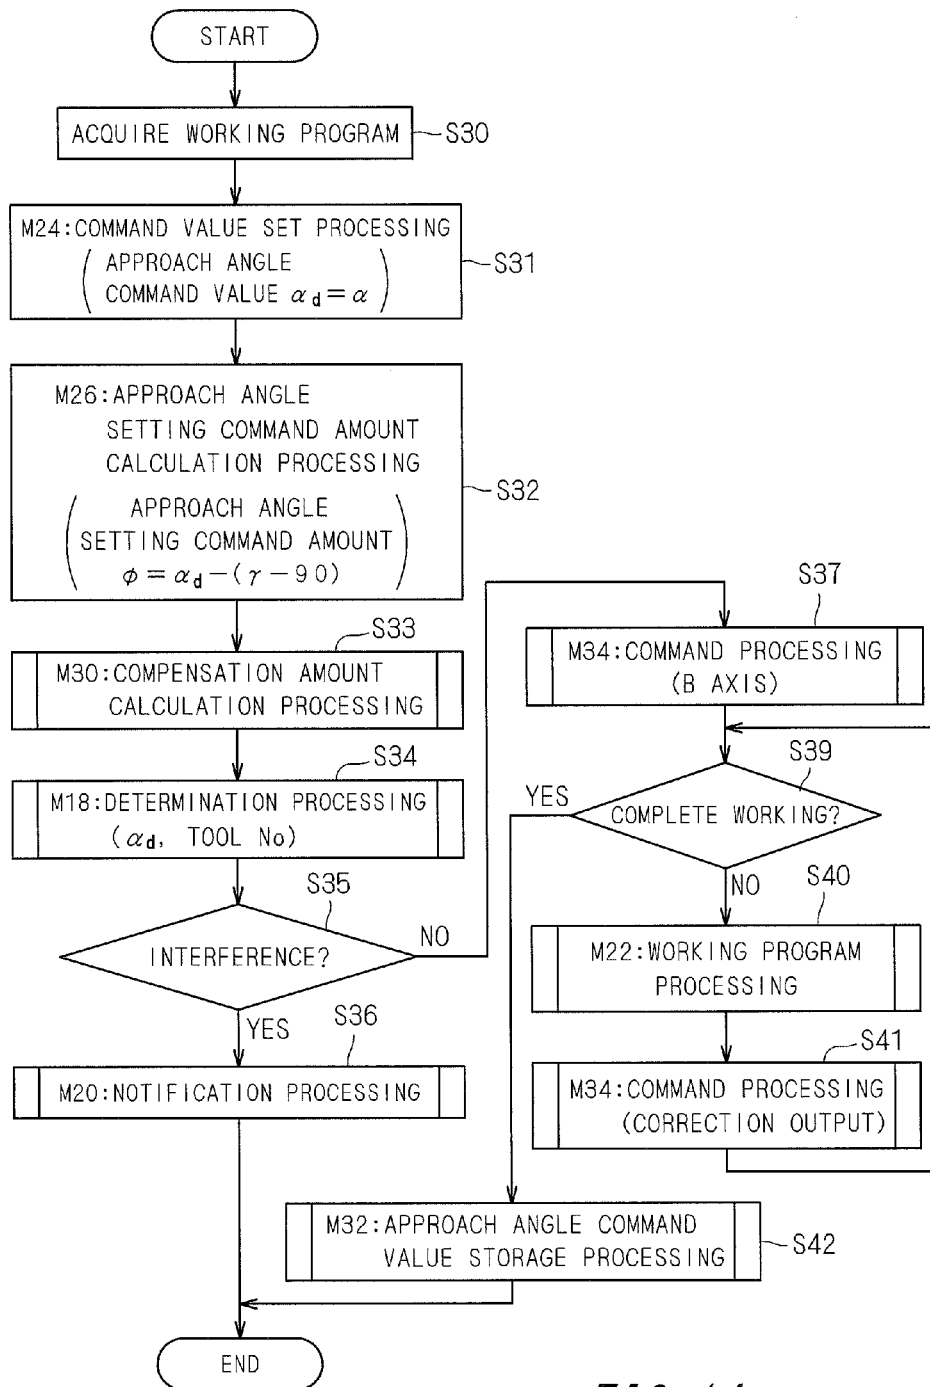 START
ACQUIRE WORKING PROGRAM
S30
M24:COMMAND VALUE SET PROCESSING
(APPROACH ANGLE
COMMAND VALUE αd=α)
S31
M26:APPROACH ANGLE
SETTING COMMAND AMOUNT
CALCULATION PROCESSING
(APPROACH ANGLE
SETTING COMMAND AMOUNT
φ=αd-(γ-90))
S32
S33
M30:COMPENSATION AMOUNT
CALCULATION PROCESSING
S34
M18:DETERMINATION PROCESSING
(αd, TOOL No)
S35
INTERFERENCE?
NO
YES
S36
M20:NOTIFICATION PROCESSING
S37
M34:COMMAND PROCESSING
(B AXIS)
S39
YES
COMPLETE WORKING?
NO
S40
M22:WORKING PROGRAM
PROCESSING
S41
M34:COMMAND PROCESSING
(CORRECTION OUTPUT)
M32:APPROACH ANGLE COMMAND
VALUE STORAGE PROCESSING
S42
END